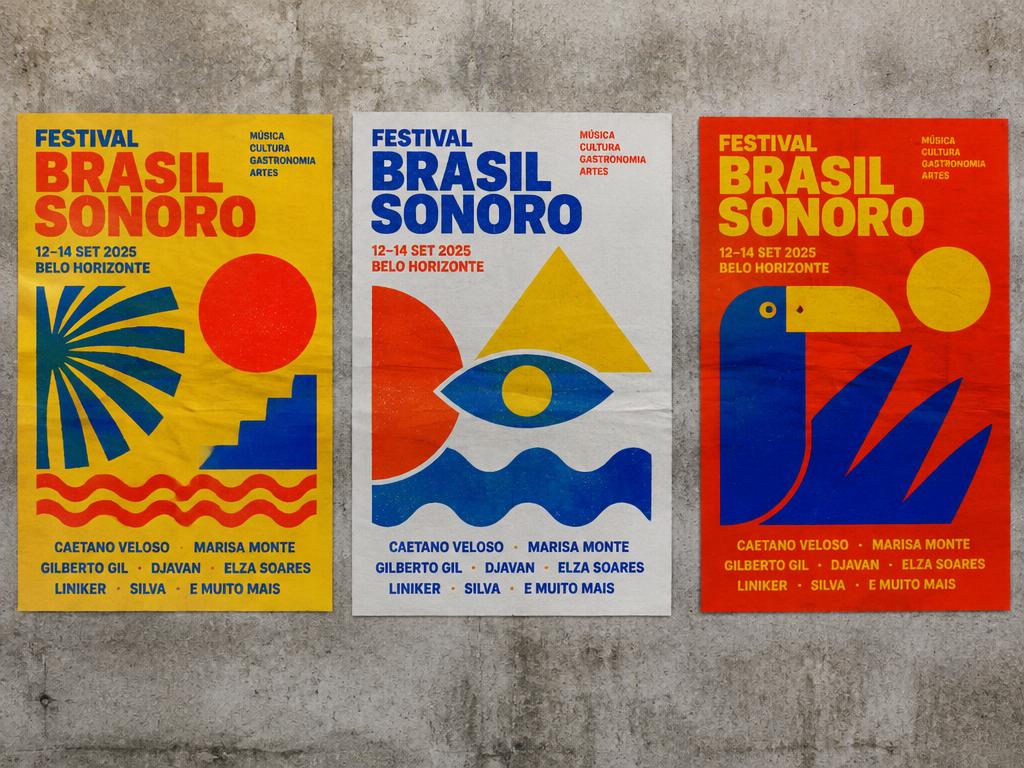 FESTIVAL
BRASIL
SONORO
MÚSICA
CULTURA
GASTRONOMIA
ARTES
12–14 SET 2025
BELO HORIZONTE
CAETANO VELOSO · MARISA MONTE
GILBERTO GIL · DJAVAN · ELZA SOARES
LINIKER · SILVA · E MUITO MAIS
FESTIVAL
BRASIL
SONORO
MÚSICA
CULTURA
GASTRONOMIA
ARTES
12–14 SET 2025
BELO HORIZONTE
CAETANO VELOSO · MARISA MONTE
GILBERTO GIL · DJAVAN · ELZA SOARES
LINIKER · SILVA · E MUITO MAIS
FESTIVAL
BRASIL
SONORO
MÚSICA
CULTURA
GASTRONOMIA
ARTES
12–14 SET 2025
BELO HORIZONTE
CAETANO VELOSO · MARISA MONTE
GILBERTO GIL · DJAVAN · ELZA SOARES
LINIKER · SILVA · E MUITO MAIS